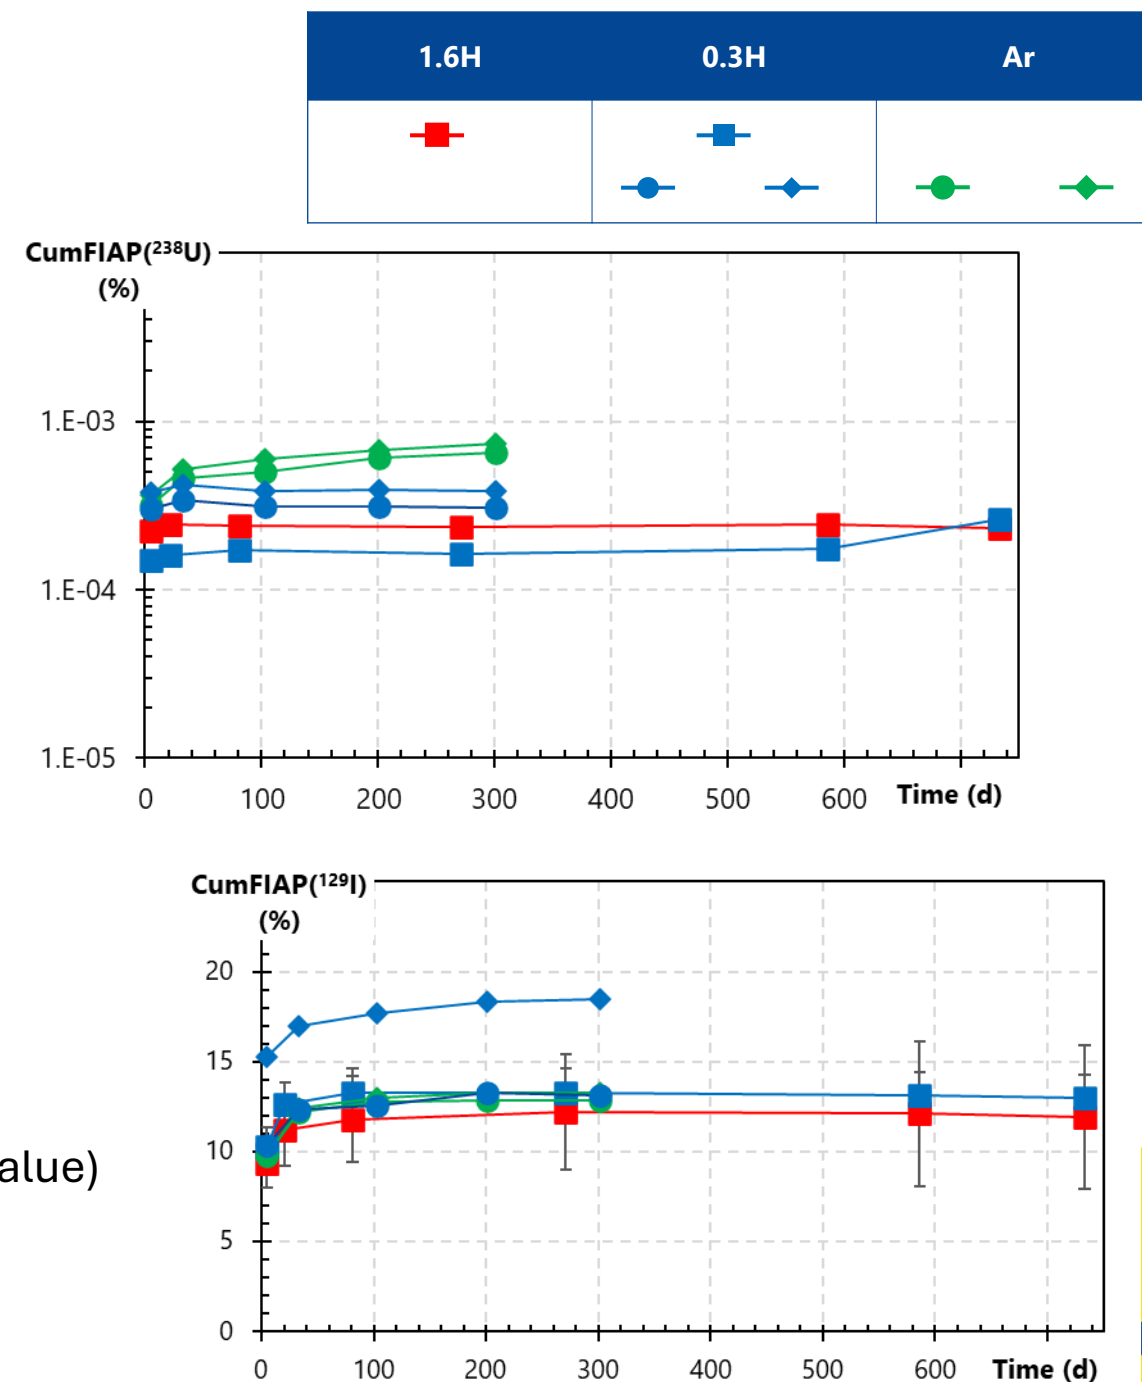 1.6H 0.3H Ar
CumFIAP(²³⁸U)
(%)
1.E-03
1.E-04
1.E-05
0 100 200 300 400 500 600 Time (d)
CumFIAP(¹²⁹I)
(%)
20
15
10
alue)
5
0
0 100 200 300 400 500 600 Time (d)